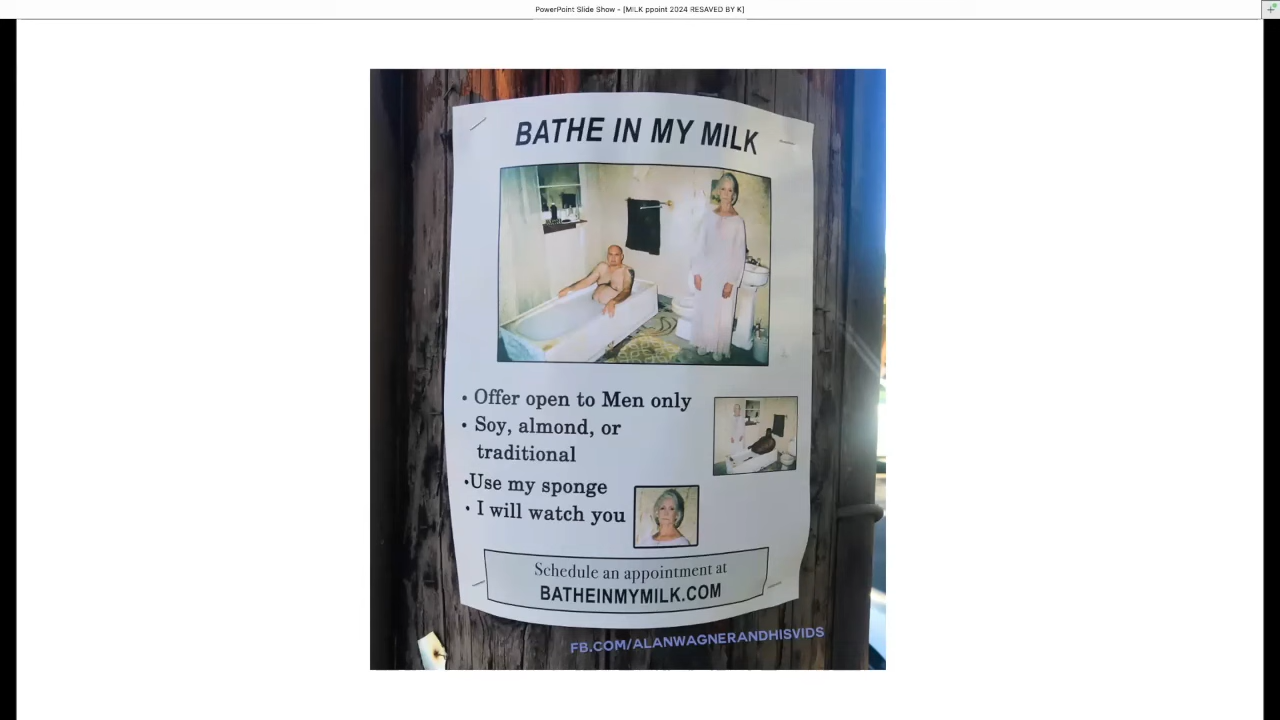 PowerPoint Slide Show - [MILK ppoint 2024 RESAVED BY K]
BATHE IN MY MILK
• Offer open to Men only
• Soy, almond, or
traditional
•Use my sponge
• I will watch you
Schedule an appointment at
BATHEINMYMILK.COM
FB.COM/ALANWAGNERANDHISVIDS